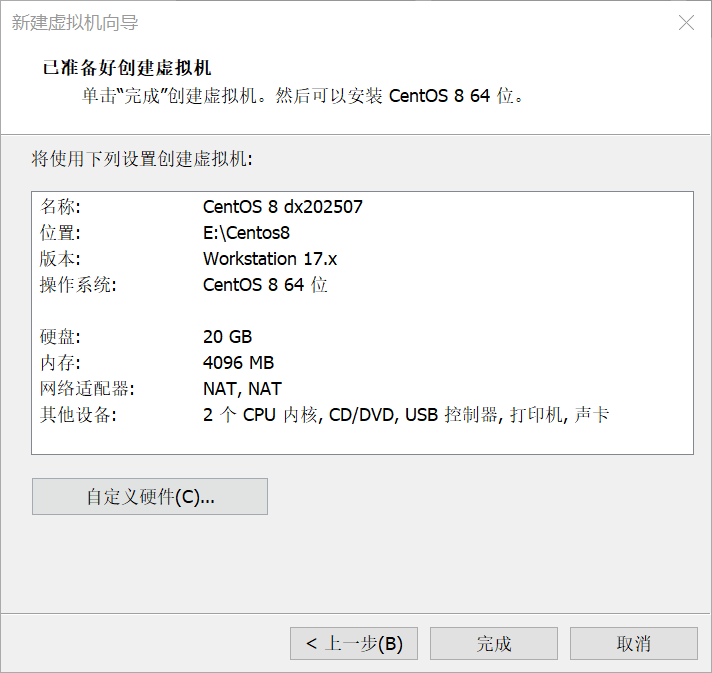 新建虚拟机向导
已准备好创建虚拟机
单击“完成”创建虚拟机。然后可以安装 CentOS 8 64 位。
将使用下列设置创建虚拟机:
名称: CentOS 8 dx202507
位置: E:\Centos8
版本: Workstation 17.x
操作系统: CentOS 8 64 位
硬盘: 20 GB
内存: 4096 MB
网络适配器: NAT, NAT
其他设备: 2 个 CPU 内核, CD/DVD, USB 控制器, 打印机, 声卡
自定义硬件(C)...
< 上一步(B) 完成 取消